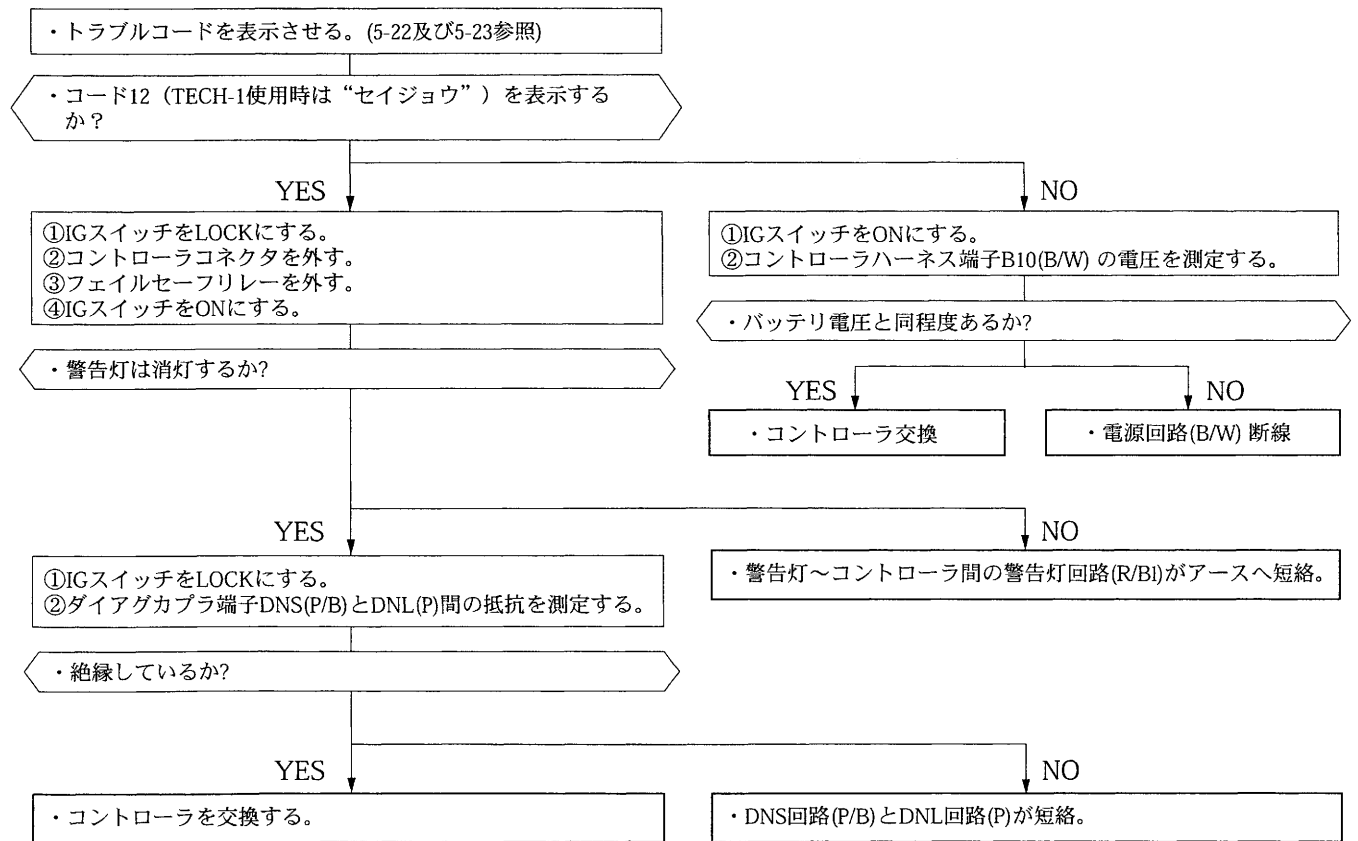 ・トラブルコードを表示させる。(5-22及び5-23参照)
・コード12（TECH-1使用時は“セイジョウ”）を表示する
か？
YES
NO
①IGスイッチをLOCKにする。
②コントローラコネクタを外す。
③フェイルセーフリレーを外す。
④IGスイッチをONにする。
①IGスイッチをONにする。
②コントローラハーネス端子B10(B/W) の電圧を測定する。
・バッテリ電圧と同程度あるか?
・警告灯は消灯するか?
YES
NO
・コントローラ交換
・電源回路(B/W) 断線
YES
NO
①IGスイッチをLOCKにする。
②ダイアグカプラ端子DNS(P/B)とDNL(P)間の抵抗を測定する。
・警告灯～コントローラ間の警告灯回路(R/Bl)がアースへ短絡。
・絶縁しているか?
YES
NO
・コントローラを交換する。
・DNS回路(P/B)とDNL回路(P)が短絡。